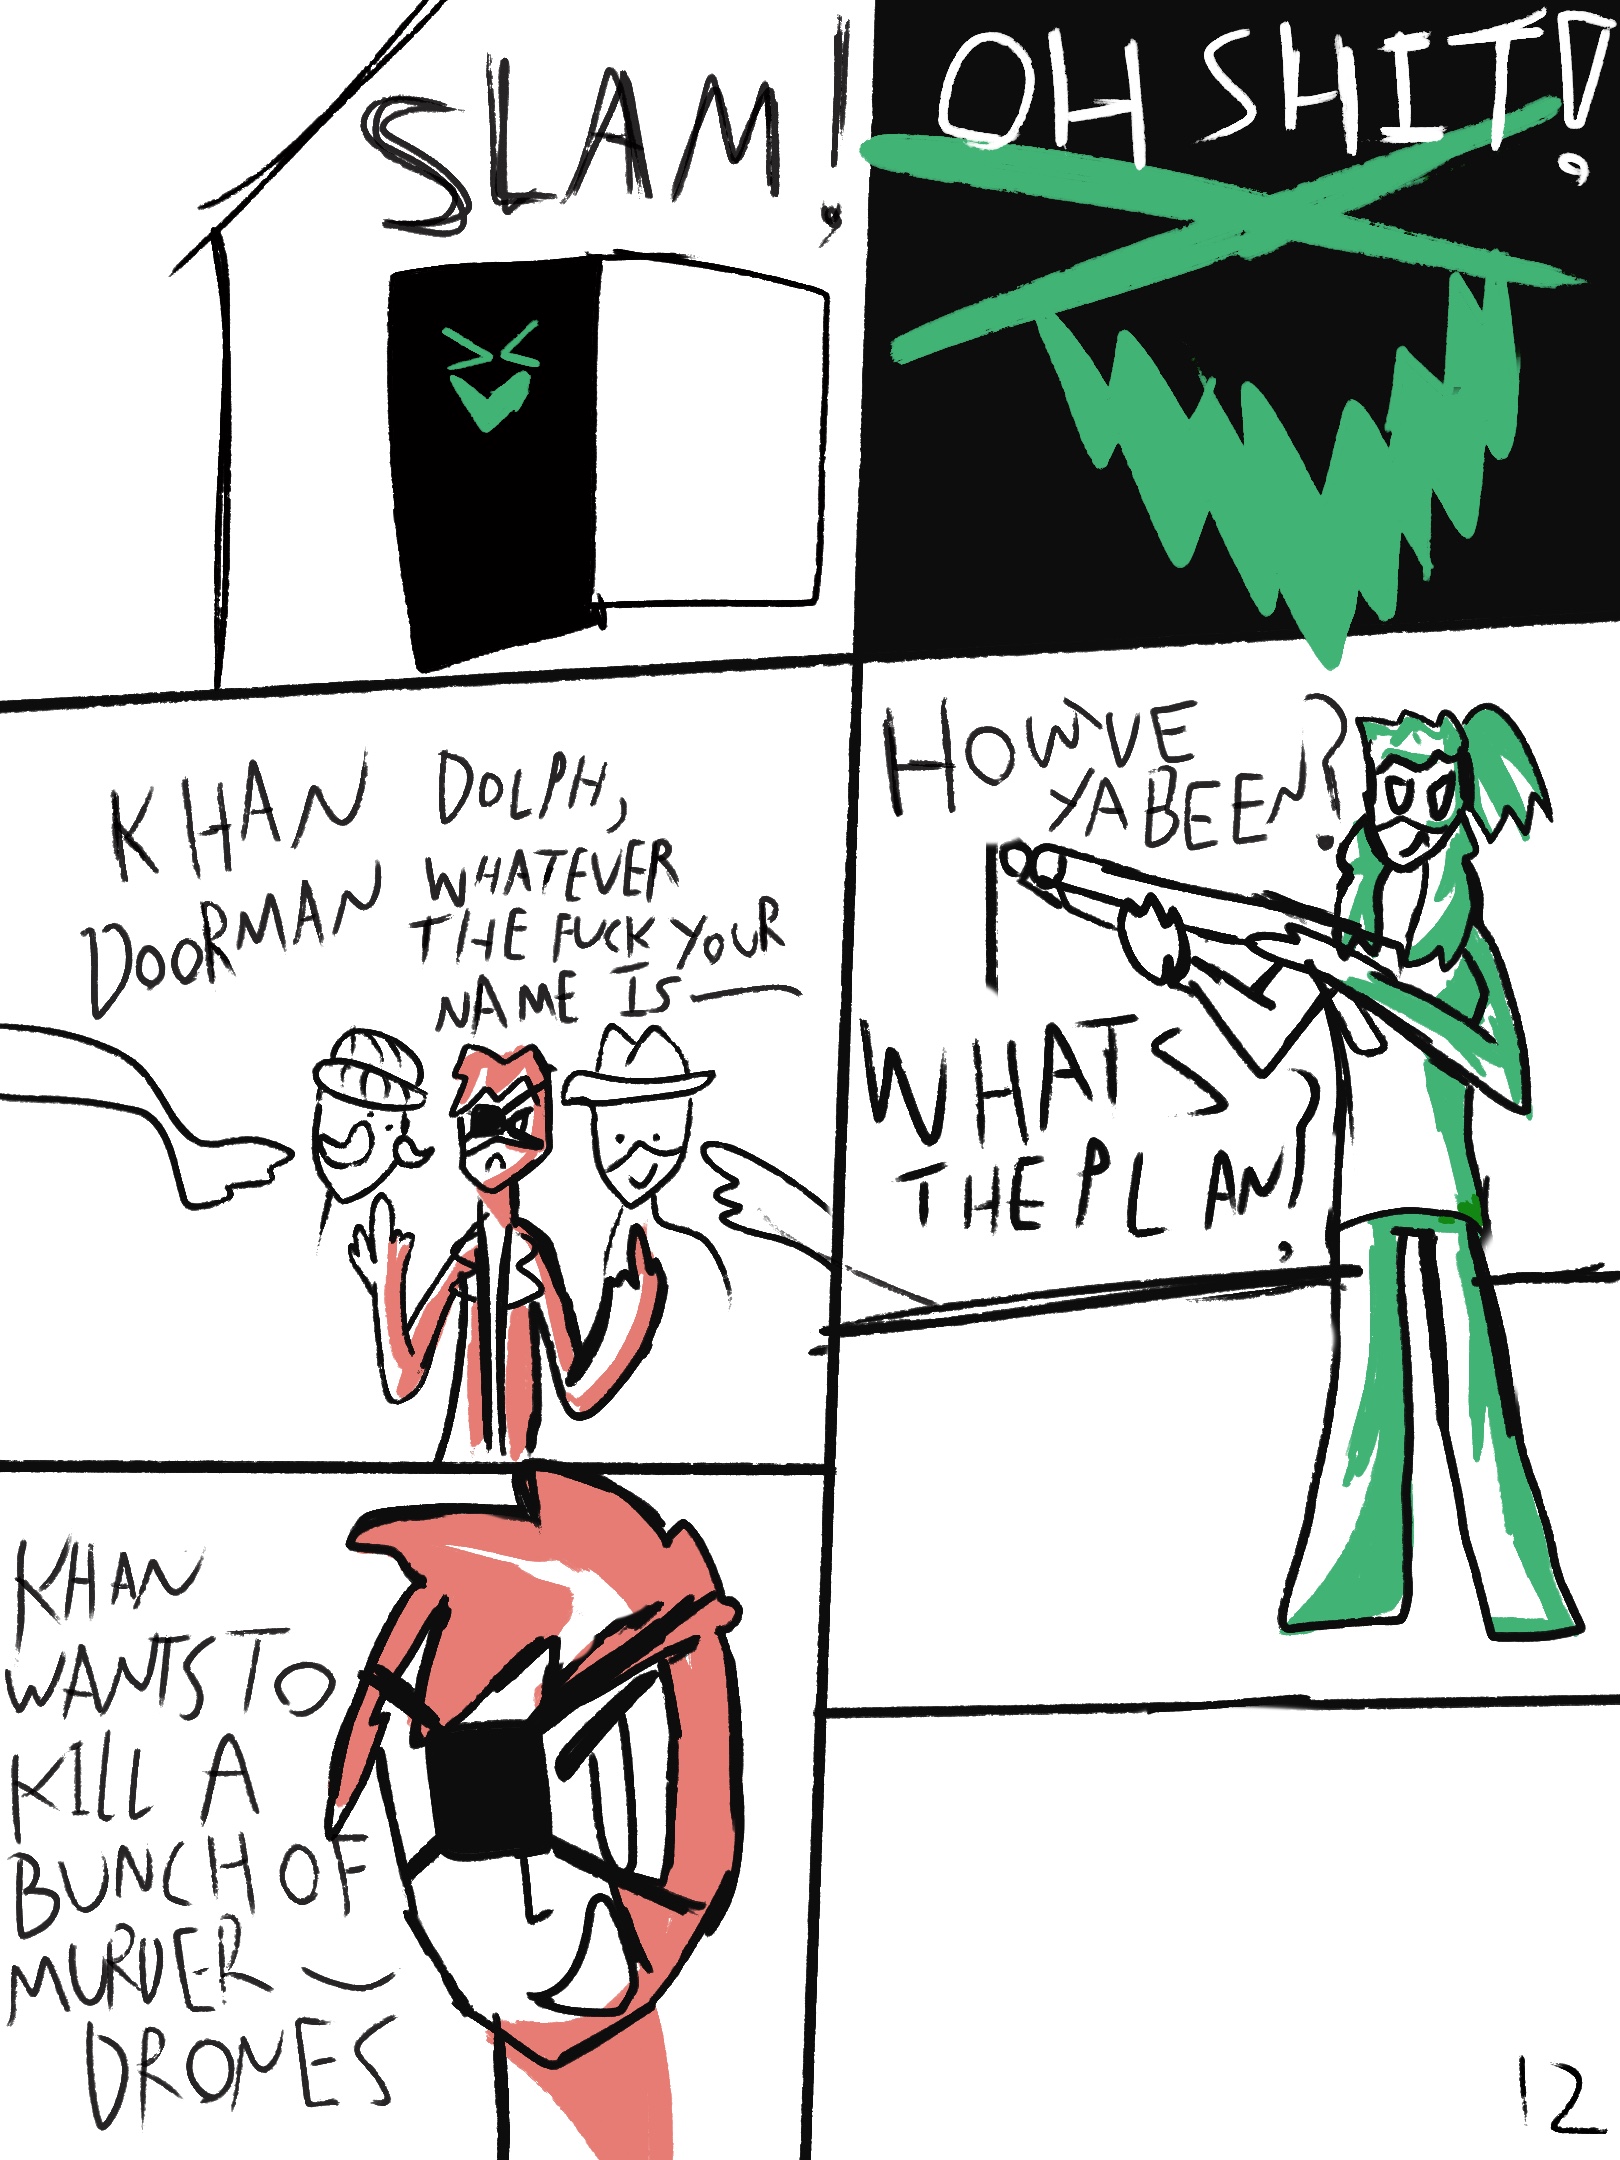 SLAM!
OH SHIT!
KHAN
DOORMAN
DOLPH,
WHATEVER
THE FUCK YOUR
NAME IS—
HOW'VE
YA BEEN?
WHATS
THE PLAN?
KHAN
WANTS TO
KILL A
BUNCH OF
MURDER —
DRONES
12